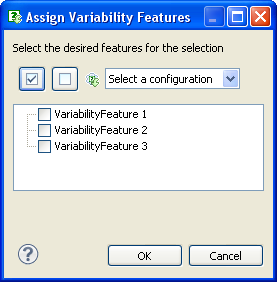 Assign Variability Features
Select the desired features for the selection
Select a configuration
VariabilityFeature 1
VariabilityFeature 2
VariabilityFeature 3
?
OK
Cancel